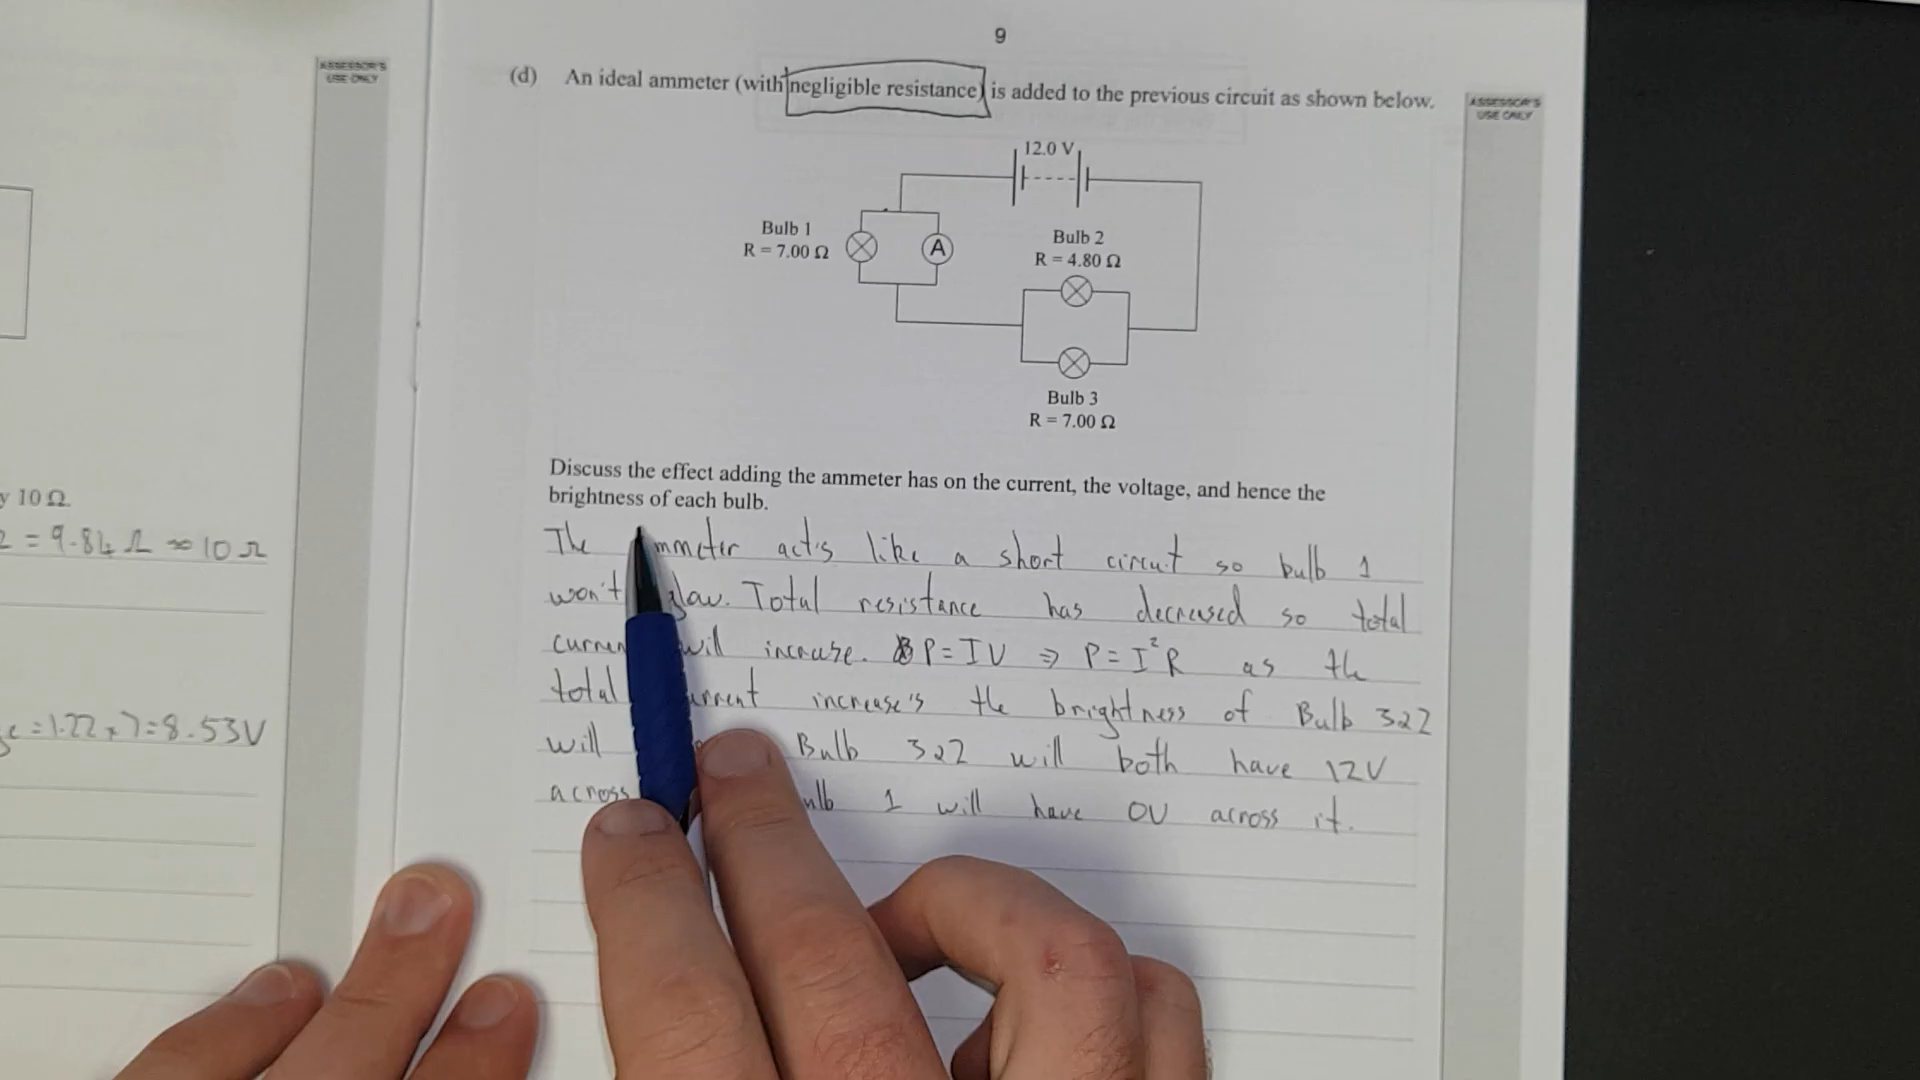 9
ASSESSOR'S
USE ONLY
(d) An ideal ammeter (with negligible resistance) is added to the previous circuit as shown below.
ASSESSOR'S
USE ONLY
12.0 V
Bulb 1
R = 7.00 Ω
A
Bulb 2
R = 4.80 Ω
Bulb 3
R = 7.00 Ω
Discuss the effect adding the ammeter has on the current, the voltage, and hence the
brightness of each bulb.
y 10 Ω.
= 9.84 Ω ≈ 10 Ω
= 1.22 × 7 = 8.53V
The mmeter act's like a short circut so bulb 1
won't glow. Total resistance has decreased so total
curren will increase. P = IV ⇒ P = I²R as the
total urrent increase's the brightness of Bulb 3&2
will Bulb 3&2 will both have 12V
across ulb 1 will have 0V across it.